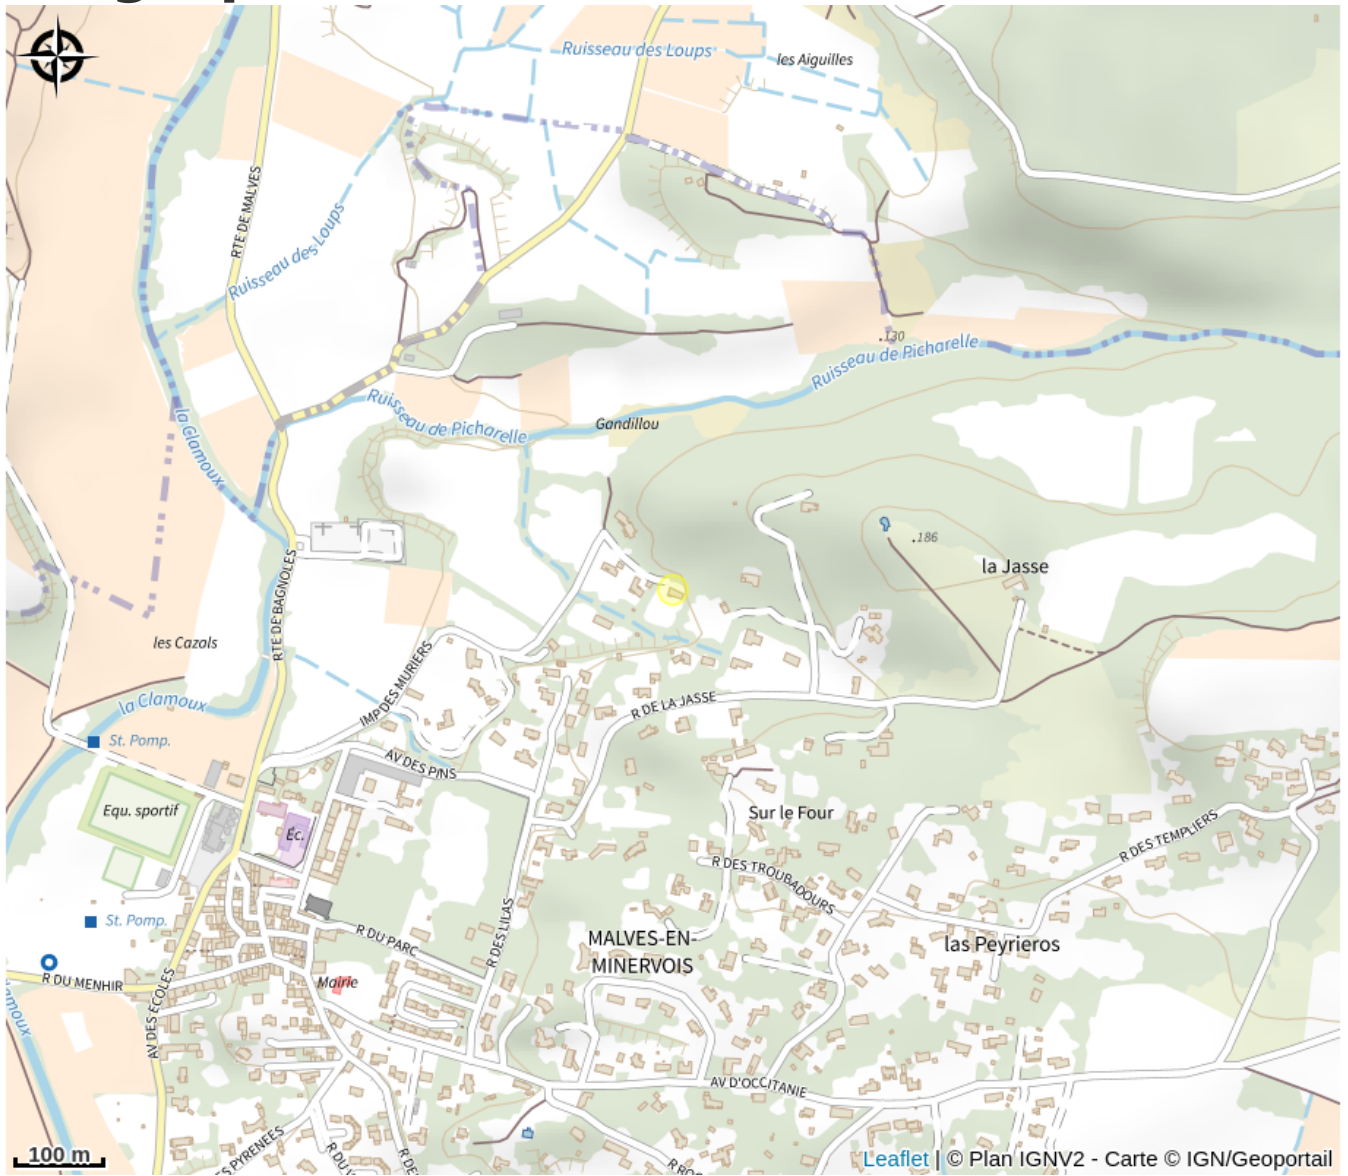 Ruisseau des Loups
les Aiguilles
RTE DE MALVES
Ruisseau des Loups
.130
Ruisseau de Picharelle
Ruisseau de Picharelle
la Clamoux
Gandillou
.186
la Jasse
RTE DE BAGNOLES
les Cazals
IMP DES MURIERS
la Clamoux
R DE LA JASSE
St. Pomp.
AV DES PINS
Equ. sportif
Éc.
Sur le Four
R DES TEMPLIERS
R DES TROUBADOURS
St. Pomp.
R DU PARC
R DES LILAS
MALVES-EN-
MINERVOIS
las Peyrieros
R DU MENHIR
Mairie
AV DES ÉCOLES
AV D'OCCITANIE
100 m
Leaflet | © Plan IGNV2 - Carte © IGN/Geoportail